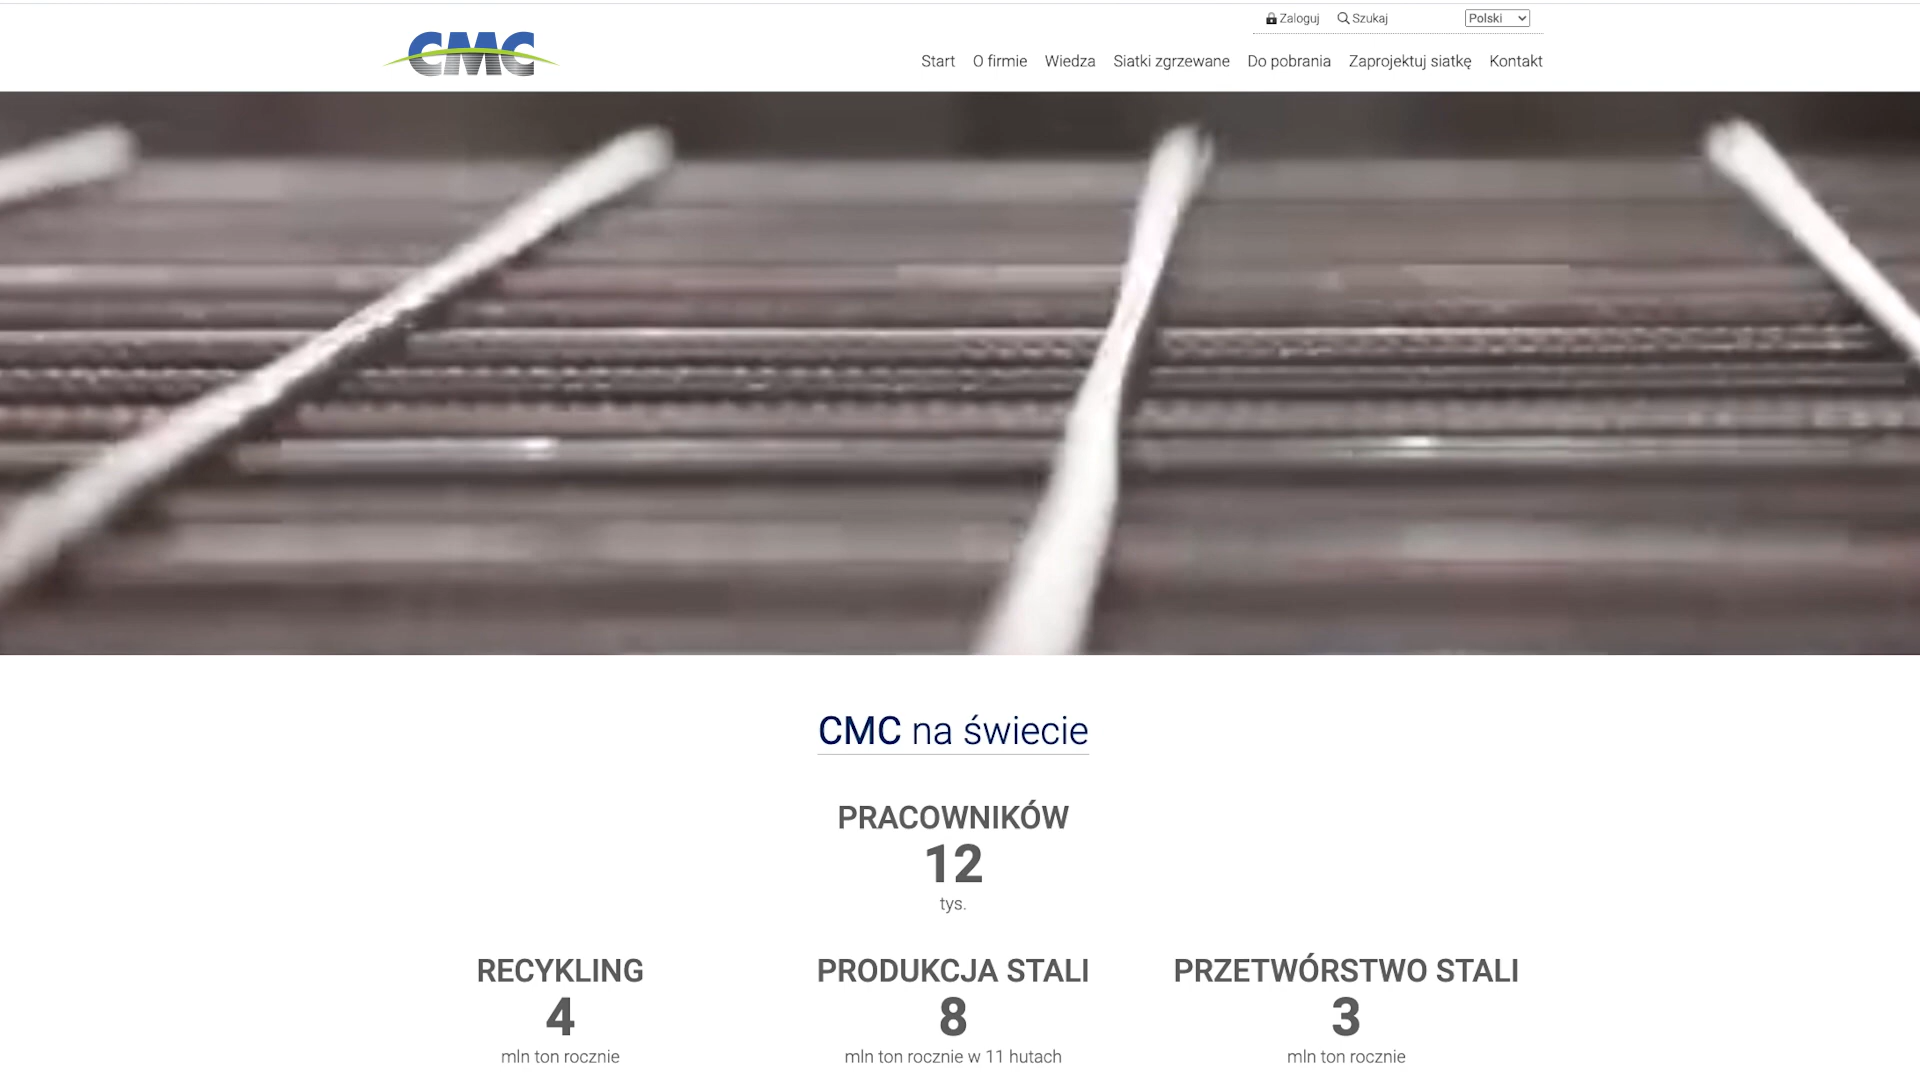 Zaloguj Szukaj Polski
CMC
Start O firmie Wiedza Siatki zgrzewane Do pobrania Zaprojektuj siatkę Kontakt
CMC na świecie
PRACOWNIKÓW
12
tys.
RECYKLING
4
mln ton rocznie
PRODUKCJA STALI
8
mln ton rocznie w 11 hutach
PRZETWÓRSTWO STALI
3
mln ton rocznie